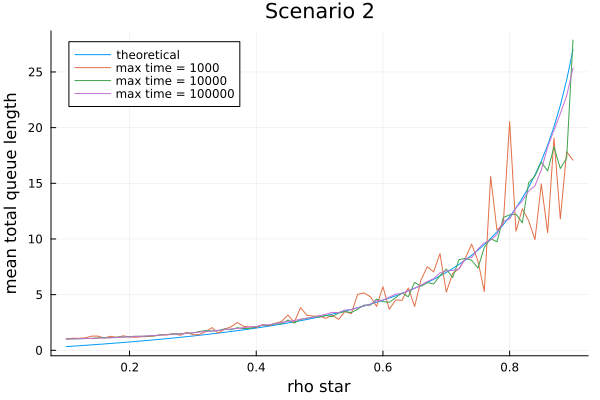 Scenario 2
theoretical
max time = 1000
max time = 10000
max time = 100000
mean total queue length
25
20
15
10
5
0
0.2 0.4 0.6 0.8
rho star